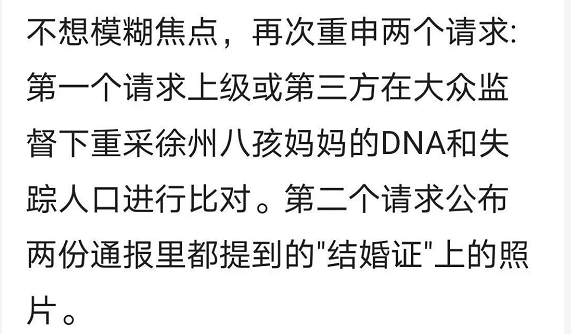 不想模糊焦点，再次重申两个请求:
第一个请求上级或第三方在大众监
督下重采徐州八孩妈妈的DNA和失
踪人口进行比对。第二个请求公布
两份通报里都提到的"结婚证"上的照
片。